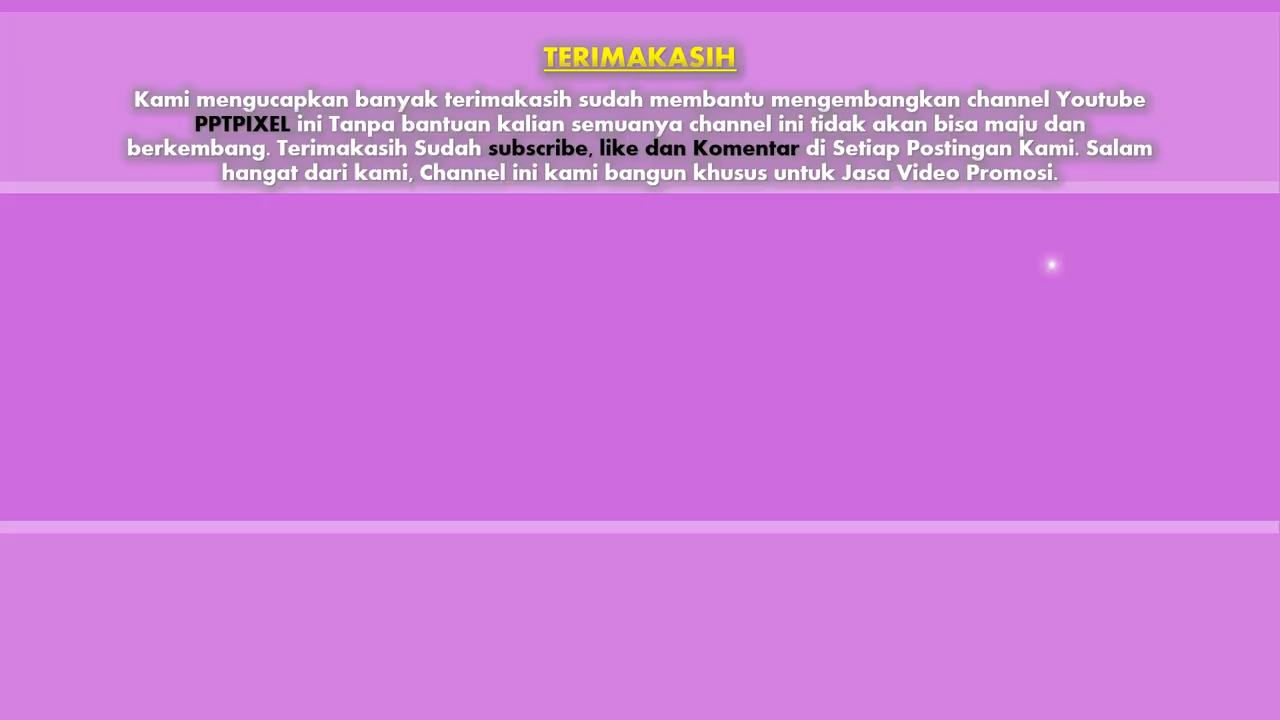 TERIMAKASIH
Kami mengucapkan banyak terimakasih sudah membantu mengembangkan channel Youtube
PPTPIXEL ini Tanpa bantuan kalian semuanya channel ini tidak akan bisa maju dan
berkembang. Terimakasih Sudah subscribe, like dan Komentar di Setiap Postingan Kami. Salam
hangat dari kami, Channel ini kami bangun khusus untuk Jasa Video Promosi.